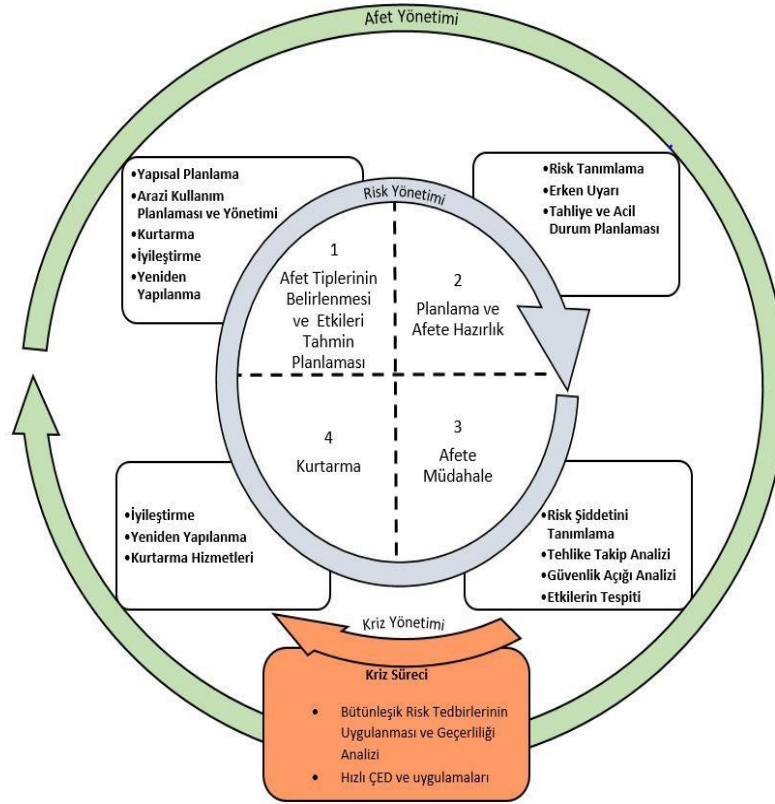 Afet Yönetimi
•Yapısal Planlama
•Arazi Kullanım
Planlaması ve Yönetimi
•Kurtarma
•İyileştirme
•Yeniden
Yapılanma
Risk Yönetimi
•Risk Tanımlama
•Erken Uyarı
•Tahliye ve Acil
Durum Planlaması
1
Afet Tiplerinin
Belirlenmesi
ve Etkileri
Tahmin
Planlaması
2
Planlama ve
Afete Hazırlık
4
Kurtarma
3
Afete
Müdahale
•İyileştirme
•Yeniden Yapılanma
•Kurtarma Hizmetleri
•Risk Şiddetini
Tanımlama
•Tehlike Takip Analizi
•Güvenlik Açığı Analizi
•Etkilerin Tespiti
Kriz Yönetimi
Kriz Süreci
• Bütünleşik Risk Tedbirlerinin
Uygulanması ve Geçerliliği
Analizi
• Hızlı ÇED ve uygulamaları